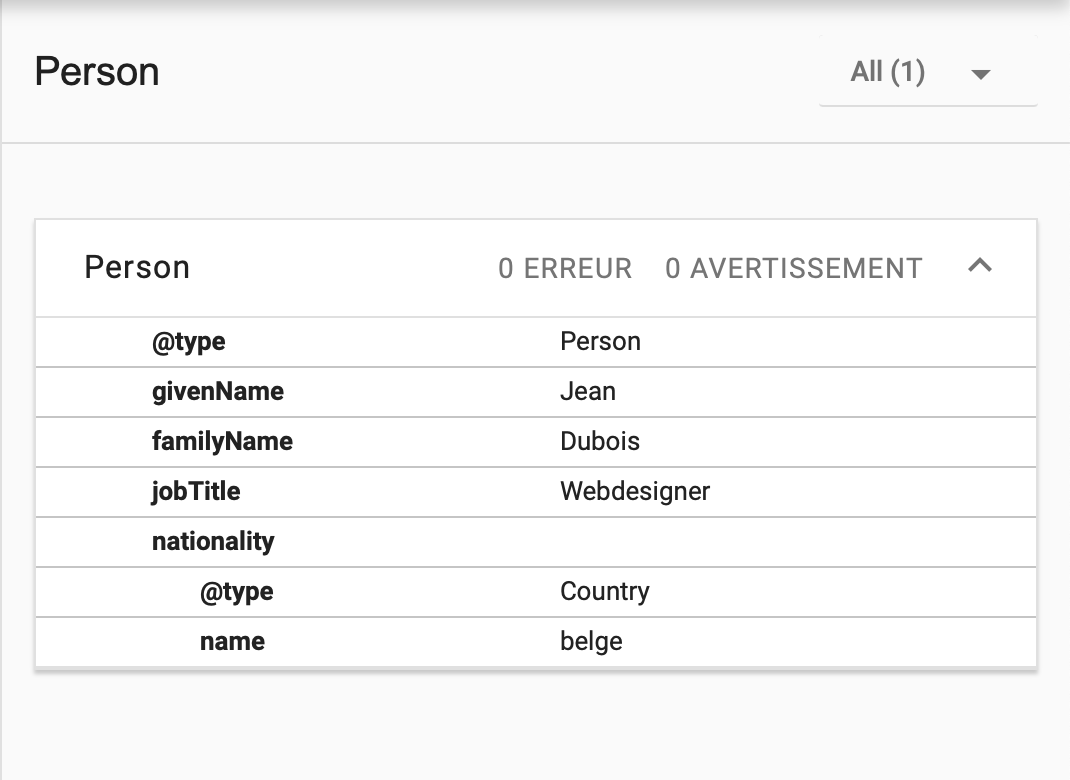 Person All (1)
Person 0 ERREUR 0 AVERTISSEMENT
@type Person
givenName Jean
familyName Dubois
jobTitle Webdesigner
nationality
@type Country
name belge